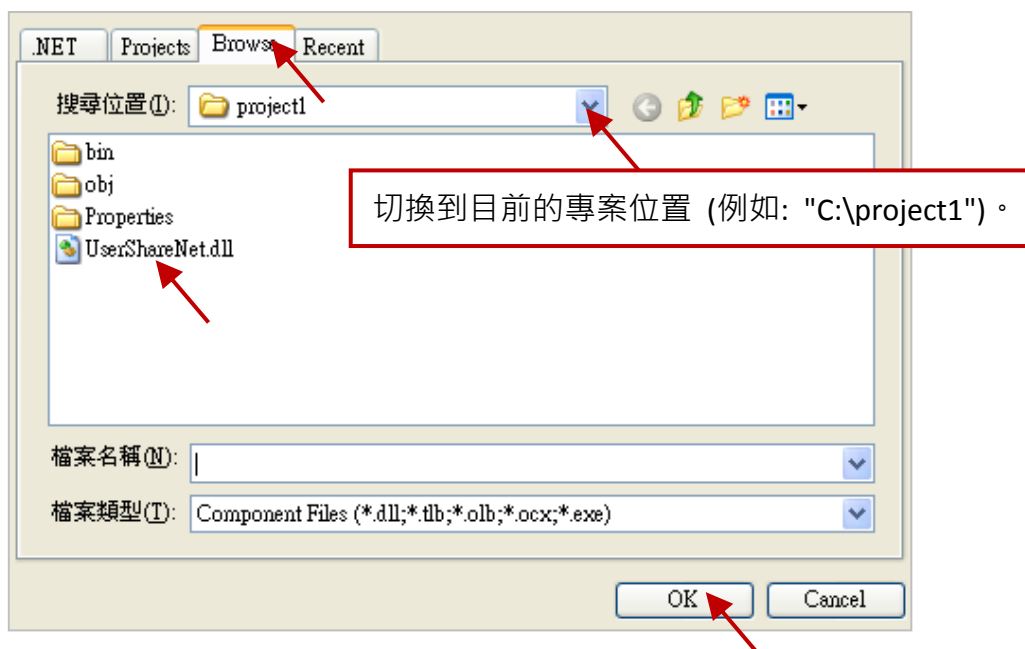 .NET Projects Browse Recent
搜尋位置(I): project1
bin
obj
Properties
UserShareNet.dll
切換到目前的專案位置 (例如: "C:\project1")。
檔案名稱(N):
檔案類型(T): Component Files (*.dll;*.tlb;*.olb;*.ocx;*.exe)
OK Cancel